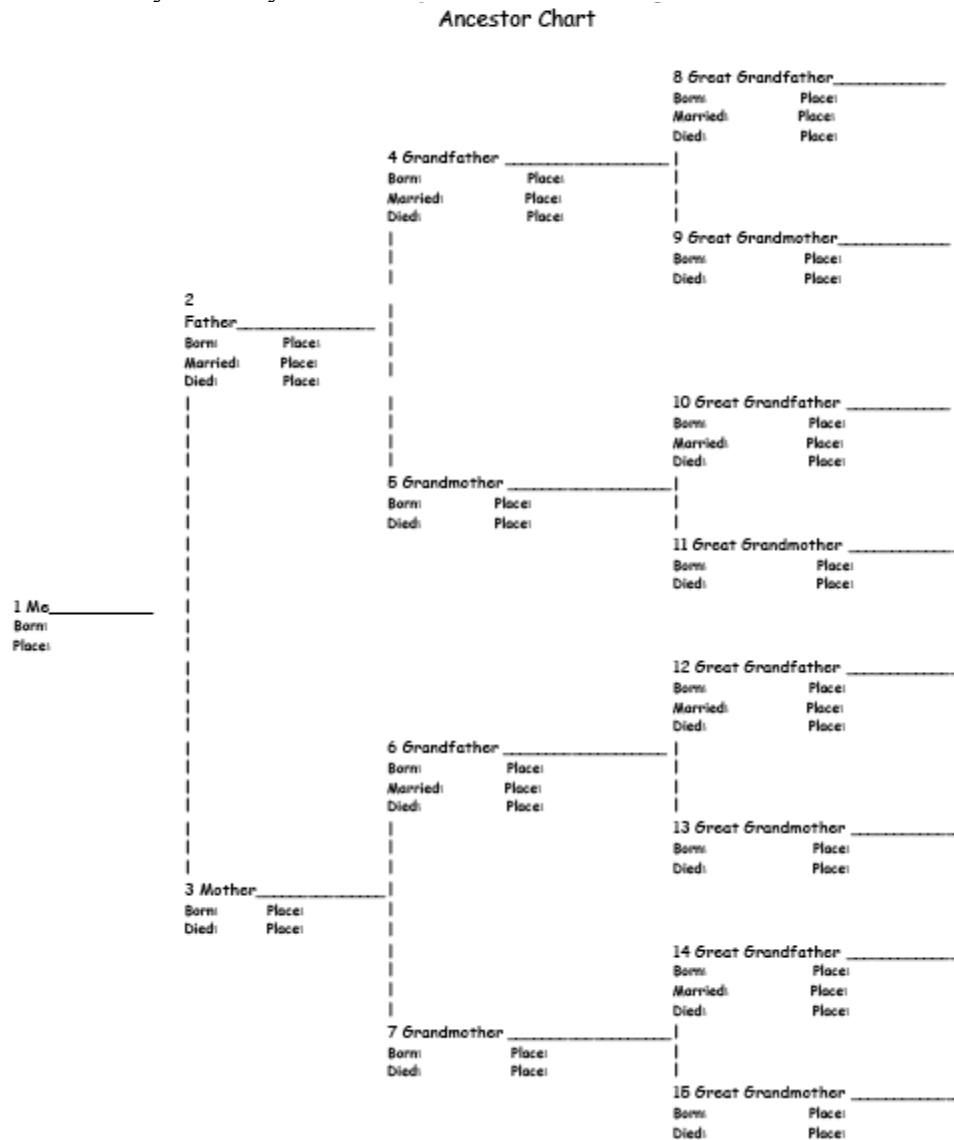 Ancestor Chart
8 Great Grandfather
Born: Place:
Married: Place:
Died: Place:
4 Grandfather
Born: Place:
Married: Place:
Died: Place:
9 Great Grandmother
Born: Place:
Died: Place:
2
Father
Born: Place:
Married: Place:
Died: Place:
10 Great Grandfather
Born: Place:
Married: Place:
Died: Place:
5 Grandmother
Born: Place:
Died: Place:
11 Great Grandmother
Born: Place:
Died: Place:
1 Me
Born:
Place:
12 Great Grandfather
Born: Place:
Married: Place:
Died: Place:
6 Grandfather
Born: Place:
Married: Place:
Died: Place:
13 Great Grandmother
Born: Place:
Died: Place:
3 Mother
Born: Place:
Died: Place:
14 Great Grandfather
Born: Place:
Married: Place:
Died: Place:
7 Grandmother
Born: Place:
Died: Place:
15 Great Grandmother
Born: Place:
Died: Place: